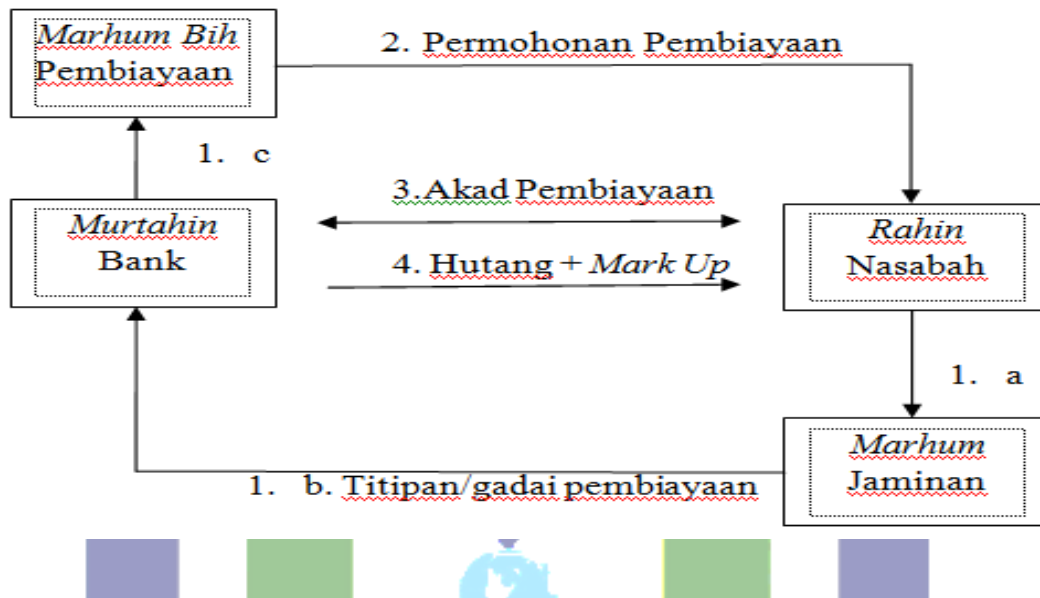 Marhum Bih
Pembiayaan
2. Permohonan Pembiayaan
1. c
3.Akad Pembiayaan
Murtahin
Bank
Rahin
Nasabah
4. Hutang + Mark Up
1. a
Marhum
Jaminan
1. b. Titipan/gadai pembiayaan